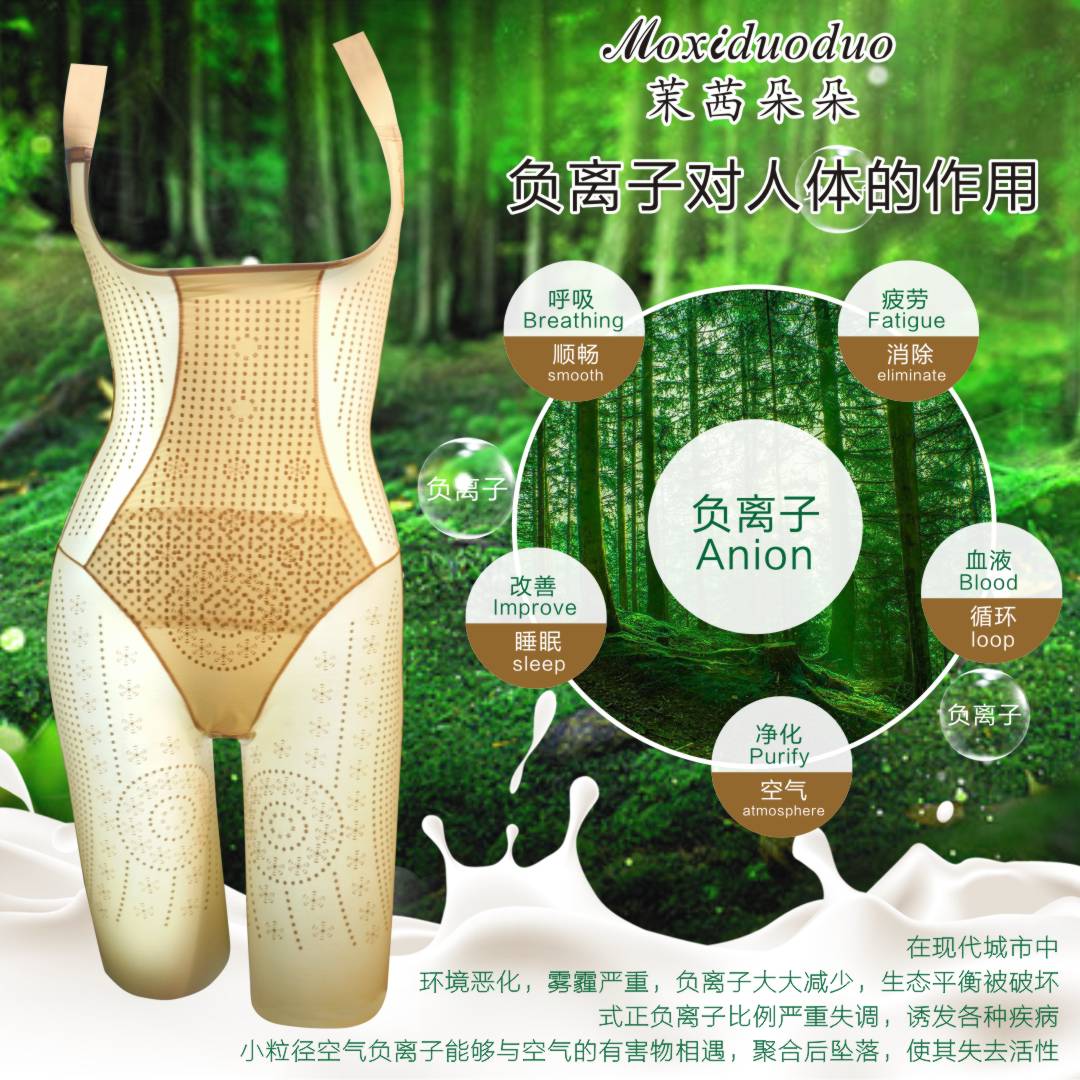 Moxiduoduo
茉茜朵朵
负离子对人体的作用
呼吸
Breathing
顺畅
smooth
疲劳
Fatigue
消除
eliminate
负离子
负离子
Anion
改善
Improve
睡眠
sleep
血液
Blood
循环
loop
负离子
净化
Purify
空气
atmosphere
在现代城市中
环境恶化，雾霾严重，负离子大大减少，生态平衡被破坏
式正负离子比例严重失调，诱发各种疾病
小粒径空气负离子能够与空气的有害物相遇，聚合后坠落，使其失去活性